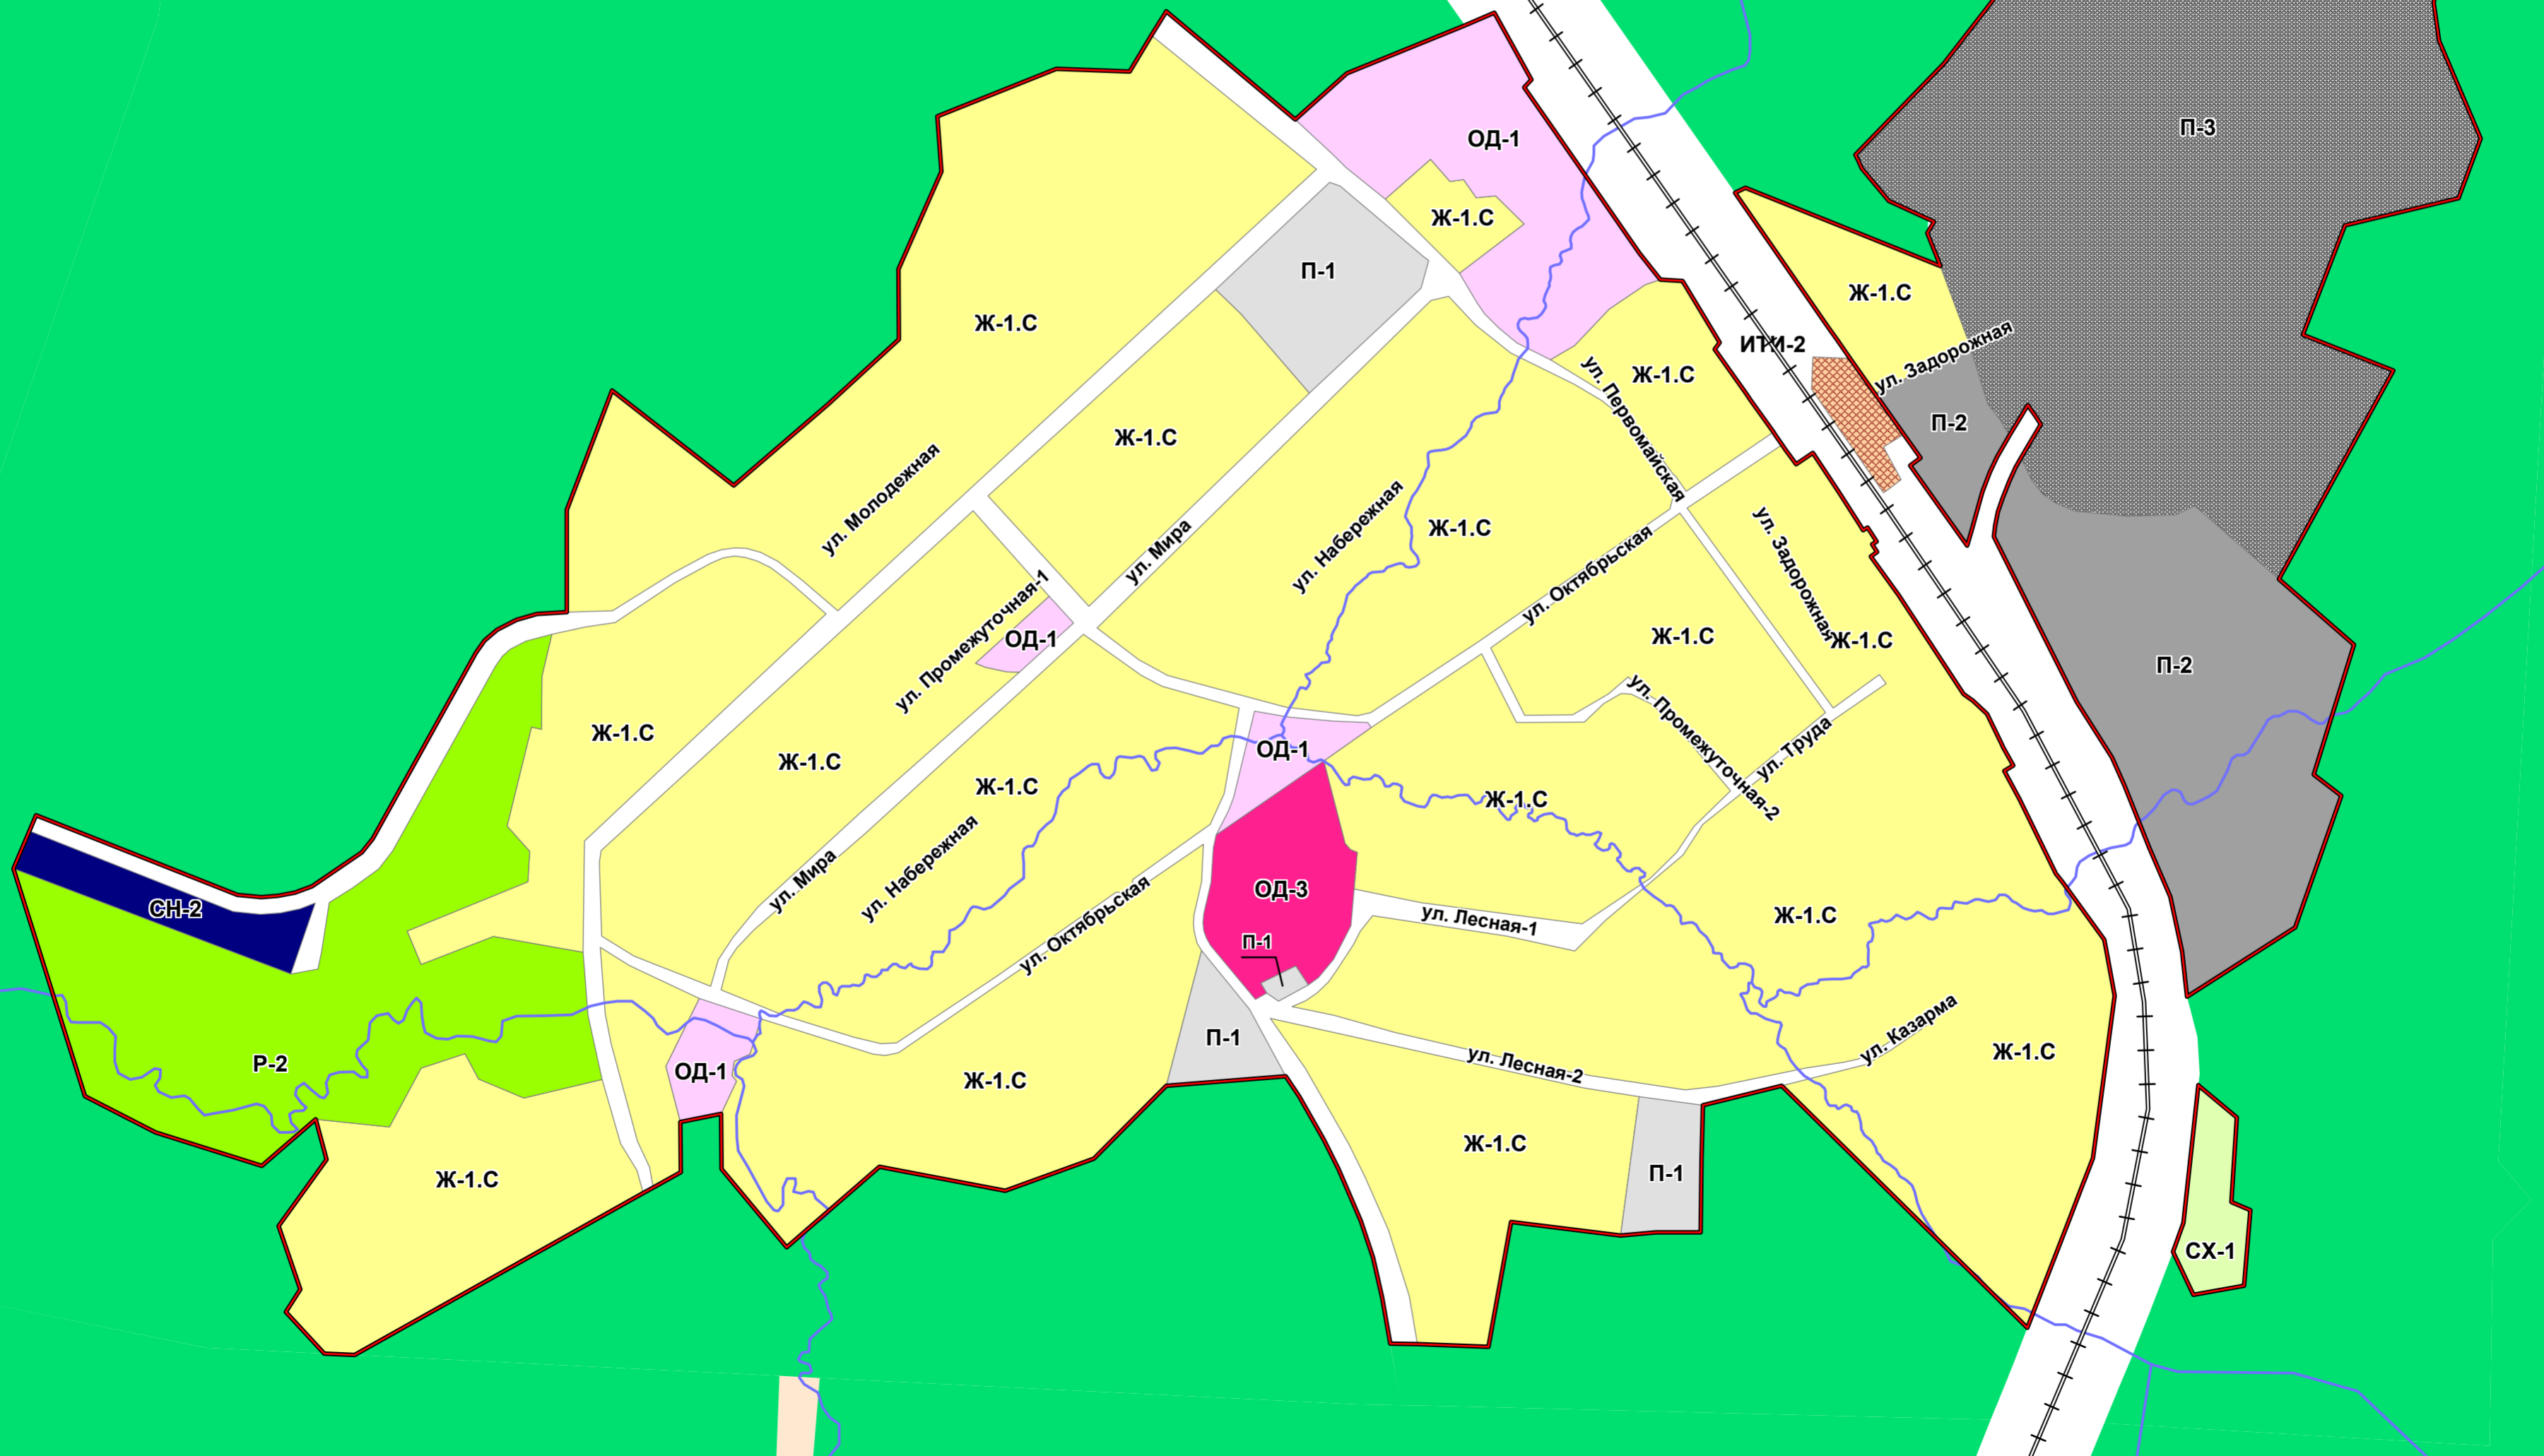 П-3
ОД-1
Ж-1.С
П-1
Ж-1.С
Ж-1.С
ИТИ-2
ул. Задорожная
Ж-1.С
ул. Первомайская
П-2
Ж-1.С
ул. Молодежная
ул. Мира
ул. Набережная
Ж-1.С
ул. Октябрьская
ул. Задорожная
Ж-1.С
Ж-1.С
ул. Промежуточная-1
ОД-1
П-2
Ж-1.С
Ж-1.С
Ж-1.С
ОД-1
ул. Промежуточная-2
ул. Труда
Ж-1.С
ул. Мира
ул. Набережная
ОД-3
СН-2
ул. Октябрьская
П-1
ул. Лесная-1
Ж-1.С
П-1
Р-2
ОД-1
Ж-1.С
ул. Лесная-2
ул. Казарма
Ж-1.С
Ж-1.С
Ж-1.С
П-1
СХ-1